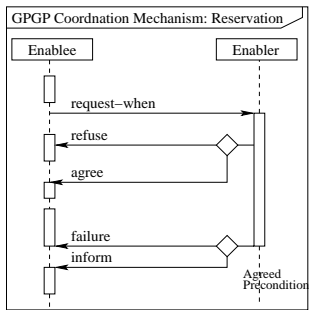 GPGP Coordnation Mechanism: Reservation
Enablee
Enabler
request-when
refuse
agree
failure
inform
Agreed
Precondition